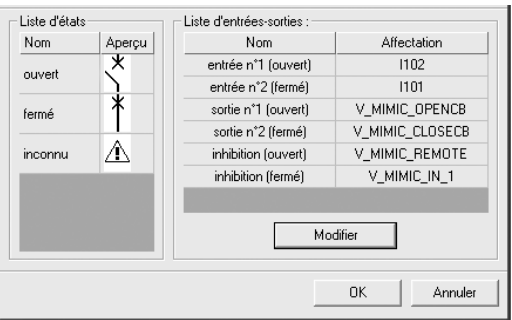 Liste d'états
Nom Aperçu
ouvert
fermé
inconnu
Liste d'entrées-sorties :
Nom Affectation
entrée n°1 (ouvert) I102
entrée n°2 (fermé) I101
sortie n°1 (ouvert) V_MIMIC_OPENCB
sortie n°2 (fermé) V_MIMIC_CLOSECB
inhibition (ouvert) V_MIMIC_REMOTE
inhibition (fermé) V_MIMIC_IN_1
Modifier
OK Annuler